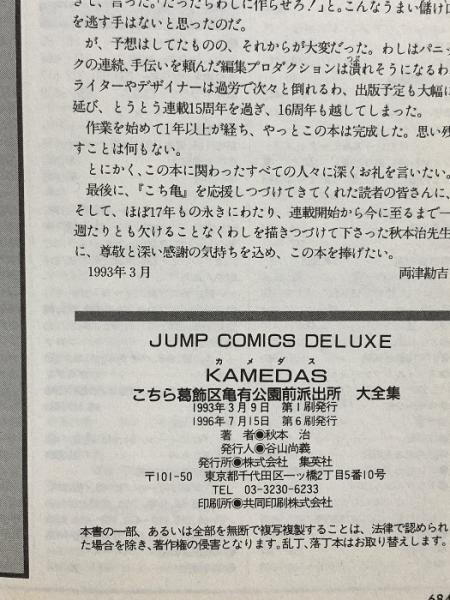 さて、言った。「だったらわしに作らせろ!」と。こんなうまい儲け口
を逃す手はないと思ったのだ。
が、予想はしてたものの、それからが大変だった。わしはパニッ
クの連続、手伝いを頼んだ編集プロダクションは潰れそうになるわ、
つぶ
ライターやデザイナーは過労で次々と倒れるわ、出版予定も大幅に
延び、とうとう連載15周年を過ぎ、16周年も越してしまった。
作業を始めて1年以上が経ち、やっとこの本は完成した。思い残
すことは何もない。
とにかく、この本に関わったすべての人々に深くお礼を言いたい。
最後に、『こち亀』を応援しつづけてきてくれた読者の皆さんに、
そして、ほぼ17年もの永きにわたり、連載開始から今に至るまで一
週たりとも欠けることなくわしを描きつづけて下さった秋本治先生
に、尊敬と深い感謝の気持ちを込め、この本を捧げたい。
1993年3月 両津勘吉
JUMP COMICS DELUXE
カメダス
KAMEDAS
こちら葛飾区亀有公園前派出所 大全集
1993年3月9日 第1刷発行
1996年7月15日 第6刷発行
著者◉秋本 治
発行人◉谷山尚義
発行所◉株式会社 集英社
〒101-50 東京都千代田区一ッ橋2丁目5番10号
TEL 03-3230-6233
印刷所◉共同印刷株式会社
本書の一部、あるいは全部を無断で複写複製することは、法律で認められ
た場合を除き、著作権の侵害となります。乱丁、落丁本はお取り替えします。
684